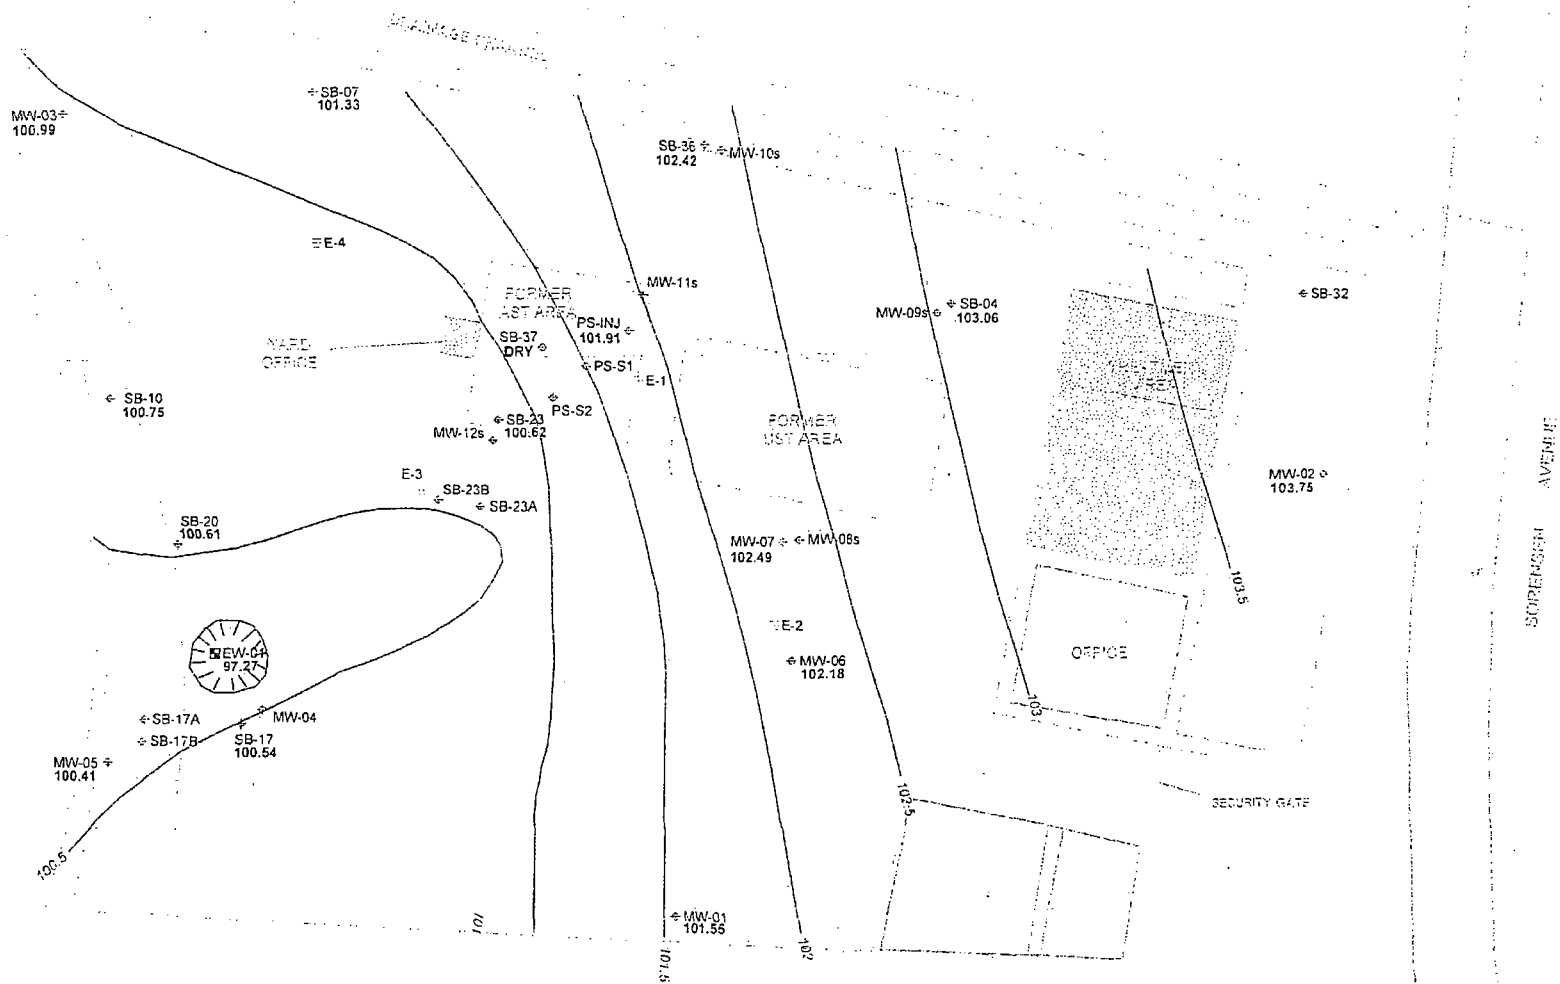 DRAINAGE CHANNEL
SB-07
101.33
MW-03
100.99
SB-36
102.42
MW-10s
E-4
MW-11s
FORMER
AST AREA
PS-INJ
101.91
SB-37
DRY
YARD
OFFICE
PS-S1
E-1
MW-09s
SB-04
103.06
SB-32
AREA
SB-10
100.75
PS-S2
SB-23
100.62
MW-12s
FORMER
UST AREA
MW-02
103.75
AVENUE
SORENSEN
E-3
SB-23B
SB-23A
SB-20
100.61
MW-07
102.49
MW-08s
103.5
E-2
MW-06
102.18
OFFICE
EW-01
97.27
SB-17A
SB-17B
MW-04
SB-17
100.54
MW-05
100.41
103
102.5
SECURITY GATE
100.5
101
MW-01
101.55
102
101.5